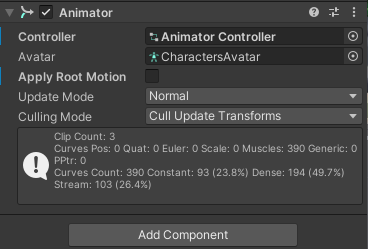 Animator
Controller Animator Controller
Avatar CharactersAvatar
Apply Root Motion
Update Mode Normal
Culling Mode Cull Update Transforms
Clip Count: 3
Curves Pos: 0 Quat: 0 Euler: 0 Scale: 0 Muscles: 390 Generic: 0
PPtr: 0
Curves Count: 390 Constant: 93 (23.8%) Dense: 194 (49.7%)
Stream: 103 (26.4%)
Add Component